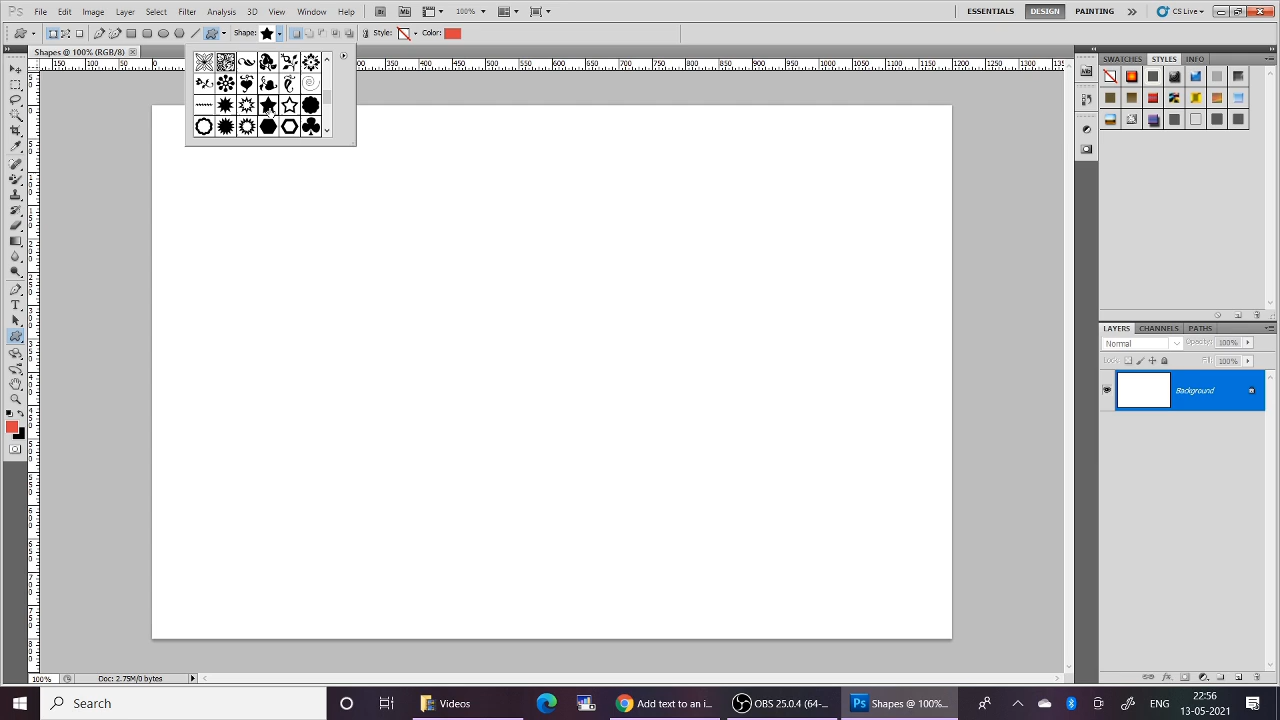 Ps File Edit Image Layer Select Filter Analysis 3D View Window Help Br Mb 100% ESSENTIALS DESIGN PAINTING CS Live
Shape: Style: Color:
Shapes @ 100% (RGB/8)
SWATCHES STYLES INFO
LAYERS CHANNELS PATHS
Normal Opacity: 100%
Lock: Fill: 100%
Background
100% Doc: 2.75M/0 bytes
Search Videos Add text to an i... OBS 25.0.4 (64-... Ps Shapes @ 100%... ENG 22:56
13-05-2021